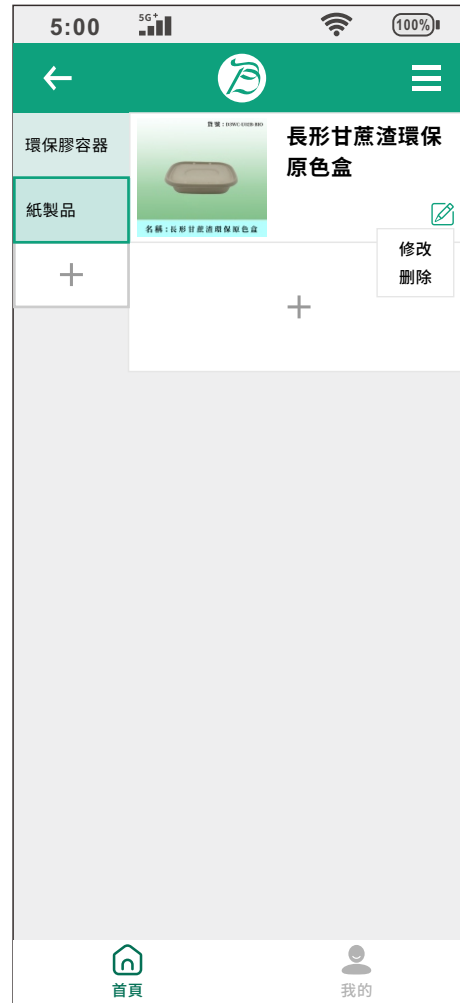 5:00
5G+
100%
環保膠容器
紙製品
名稱：長形甘蔗渣環保原色盒
長形甘蔗渣環保
原色盒
修改
删除
首頁
我的